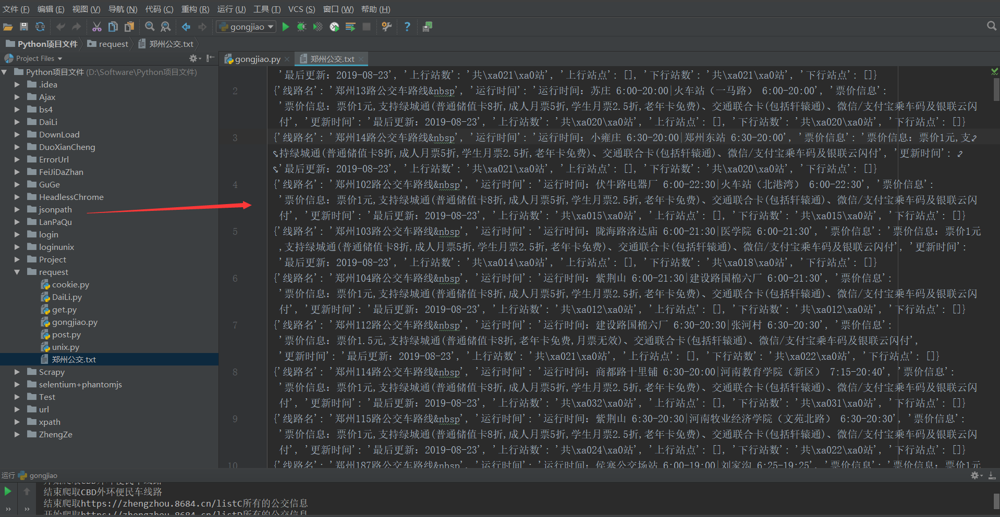 文件 (F) 编辑 (E) 视图 (V) 导航 (N) 代码 (C) 重构 (R) 运行 (U) 工具 (T) VCS (S) 窗口 (W) 帮助 (H)
gongjiao
Python项目文件 request 郑州公交.txt
Project Files
gongjiao.py 郑州公交.txt
Python项目文件 (D:\Software\Python项目文件)
.idea
Ajax
bs4
DaiLi
DownLoad
DuoXianCheng
ErrorUrl
FeiJiDaZhan
GuGe
HeadlessChrome
jsonpath
LanPaQu
login
loginunix
Project
request
cookie.py
DaiLi.py
get.py
gongjiao.py
post.py
unix.py
郑州公交.txt
Scrapy
selentium+phantomjs
Test
url
xpath
ZhengZe
'最后更新：2019-08-23', '上行站数': '共\xa021\xa0站', '上行站点': [], '下行站数': '共\xa021\xa0站', '下行站点': []}
2 {'线路名': '郑州13路公交车路线&nbsp', '运行时间': '运行时间：苏庄 6:00-20:00|火车站（一马路） 6:00-20:00', '票价信息':
'票价信息：票价1元,支持绿城通(普通储值卡8折,成人月票5折,学生月票2.5折,老年卡免费)、交通联合卡(包括轩辕通)、微信/支付宝乘车码及银联云闪
付', '更新时间': '最后更新：2019-08-23', '上行站数': '共\xa020\xa0站', '上行站点': [], '下行站数': '共\xa020\xa0站', '下行站点': []}
3 {'线路名': '郑州14路公交车路线&nbsp', '运行时间': '运行时间：小雍庄 6:30-20:00|郑州东站 6:30-20:00', '票价信息': '票价信息：票价1元,支
持绿城通(普通储值卡8折,成人月票5折,学生月票2.5折,老年卡免费)、交通联合卡(包括轩辕通)、微信/支付宝乘车码及银联云闪付', '更新时间':
'最后更新：2019-08-23', '上行站数': '共\xa021\xa0站', '上行站点': [], '下行站数': '共\xa020\xa0站', '下行站点': []}
4 {'线路名': '郑州102路公交车路线&nbsp', '运行时间': '运行时间：伏牛路电器厂 6:00-22:30|火车站（北港湾） 6:00-22:30', '票价信息':
'票价信息：票价1元,支持绿城通(普通储值卡8折,成人月票5折,学生月票2.5折,老年卡免费)、交通联合卡(包括轩辕通)、微信/支付宝乘车码及银联云闪
付', '更新时间': '最后更新：2019-08-23', '上行站数': '共\xa015\xa0站', '上行站点': [], '下行站数': '共\xa015\xa0站', '下行站点': []}
5 {'线路名': '郑州103路公交车路线&nbsp', '运行时间': '运行时间：陇海路洛达庙 6:00-21:30|医学院 6:00-21:30', '票价信息': '票价信息：票价1元
,支持绿城通(普通储值卡8折,成人月票5折,学生月票2.5折,老年卡免费)、交通联合卡(包括轩辕通)、微信/支付宝乘车码及银联云闪付', '更新时间':
'最后更新：2019-08-23', '上行站数': '共\xa014\xa0站', '上行站点': [], '下行站数': '共\xa018\xa0站', '下行站点': []}
6 {'线路名': '郑州104路公交车路线&nbsp', '运行时间': '运行时间：紫荆山 6:00-21:30|建设路国棉六厂 6:00-21:30', '票价信息':
'票价信息：票价1元,支持绿城通(普通储值卡8折,成人月票5折,学生月票2.5折,老年卡免费)、交通联合卡(包括轩辕通)、微信/支付宝乘车码及银联云闪
付', '更新时间': '最后更新：2019-08-23', '上行站数': '共\xa012\xa0站', '上行站点': [], '下行站数': '共\xa012\xa0站', '下行站点': []}
7 {'线路名': '郑州112路公交车路线&nbsp', '运行时间': '运行时间：建设路国棉六厂 6:30-20:30|张河村 6:30-20:30', '票价信息':
'票价信息：票价1.5元,支持绿城通(普通储值卡8折,老年卡免费,月票无效)、交通联合卡(包括轩辕通)、微信/支付宝乘车码及银联云闪付',
'更新时间': '最后更新：2019-08-23', '上行站数': '共\xa021\xa0站', '上行站点': [], '下行站数': '共\xa022\xa0站', '下行站点': []}
8 {'线路名': '郑州114路公交车路线&nbsp', '运行时间': '运行时间：商都路十里铺 6:30-20:00|河南教育学院（新区） 7:15-20:40', '票价信息':
'票价信息：票价1元,支持绿城通(普通储值卡8折,成人月票5折,学生月票2.5折,老年卡免费)、交通联合卡(包括轩辕通)、微信/支付宝乘车码及银联云闪
付', '更新时间': '最后更新：2019-08-23', '上行站数': '共\xa032\xa0站', '上行站点': [], '下行站数': '共\xa031\xa0站', '下行站点': []}
9 {'线路名': '郑州115路公交车路线&nbsp', '运行时间': '运行时间：紫荆山 6:30-20:30|河南牧业经济学院（文苑北路） 6:30-20:30', '票价信息':
'票价信息：票价1元,支持绿城通(普通储值卡8折,成人月票5折,学生月票2.5折,老年卡免费)、交通联合卡(包括轩辕通)、微信/支付宝乘车码及银联云闪
付', '更新时间': '最后更新：2019-08-23', '上行站数': '共\xa024\xa0站', '上行站点': [], '下行站数': '共\xa022\xa0站', '下行站点': []}
10 {'线路名': '郑州187路公交车路线&nbsp', '运行时间': '运行时间：侯寨公交场站 6:00-19:00|刘家沟 6:25-19:25', '票价信息': '票价信息：票价1元
运行 gongjiao
开始爬取CBD外环便民车线路
结束爬取CBD外环便民车线路
结束爬取https://zhengzhou.8684.cn/listC所有的公交信息
开始爬取https://zhengzhou.8684.cn/listD所有的公交信息